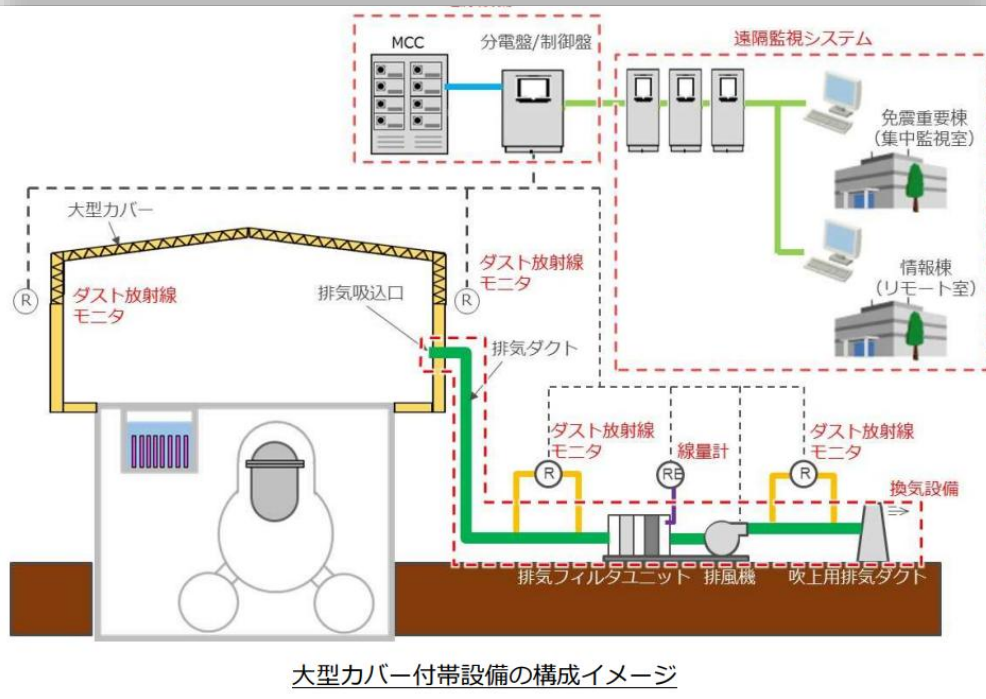 MCC
分電盤/制御盤
遠隔監視システム
免震重要棟
(集中監視室)
情報棟
(リモート室)
大型カバー
R
ダスト放射線
モニタ
排気吸込口
R
ダスト放射線
モニタ
排気ダクト
ダスト放射線
モニタ
R
線量計
RE
ダスト放射線
モニタ
R
換気設備
排気フィルタユニット
排風機
吹上用排気ダクト
大型カバー付帯設備の構成イメージ